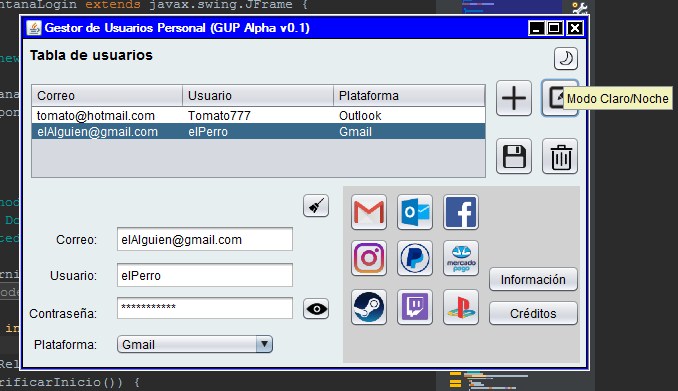 ntanaLogin extends javax.swing.JFrame {
Gestor de Usuarios Personal (GUP Alpha v0.1)
Tabla de usuarios
new
Correo Usuario Plataforma
tomato@hotmail.com Tomato777 Outlook
elAlguien@gmail.com elPerro Gmail
Modo Claro/Noche
Correo: elAlguien@gmail.com
Usuario: elPerro
Contraseña: ***********
Plataforma: Gmail
mercado
pago
Información
Créditos
rificarInicio()) {